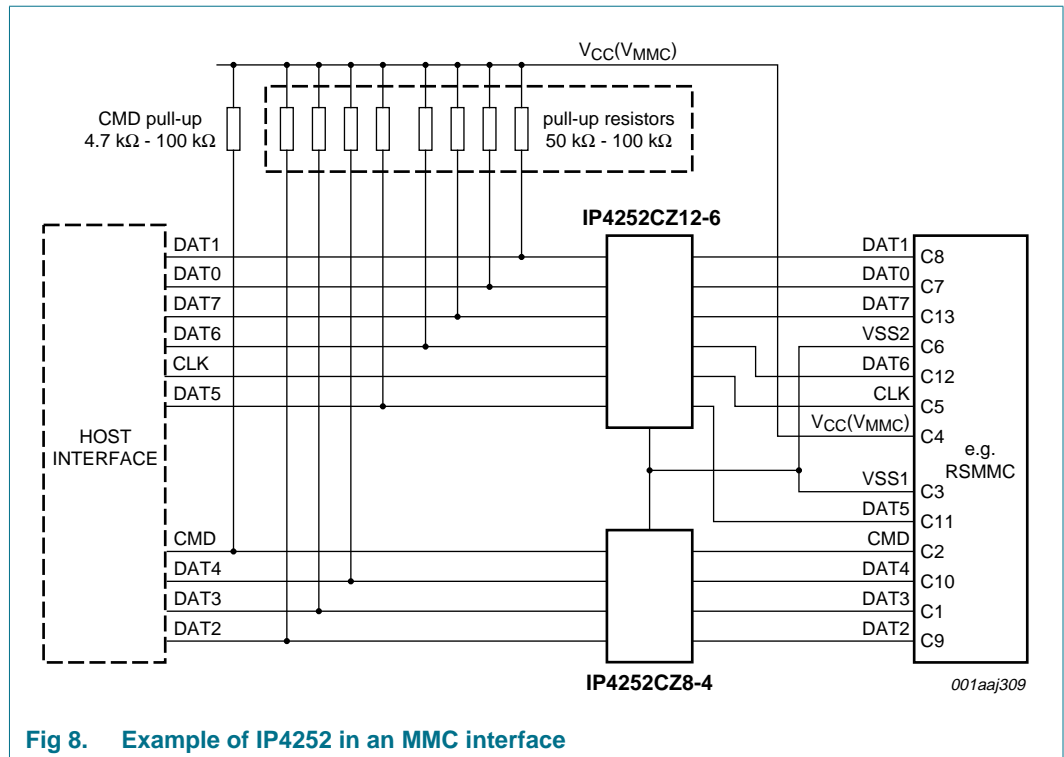 VCC(VMMC)
CMD pull-up
4.7 kΩ - 100 kΩ
pull-up resistors
50 kΩ - 100 kΩ
IP4252CZ12-6
HOST
INTERFACE
DAT1
DAT0
DAT7
DAT6
CLK
DAT5
CMD
DAT4
DAT3
DAT2
DAT1
DAT0
DAT7
VSS2
DAT6
CLK
VCC(VMMC)
VSS1
DAT5
CMD
DAT4
DAT3
DAT2
C8
C7
C13
C6
C12
C5
C4
C3
C11
C2
C10
C1
C9
e.g.
RSMMC
IP4252CZ8-4
001aaj309
Fig 8. Example of IP4252 in an MMC interface